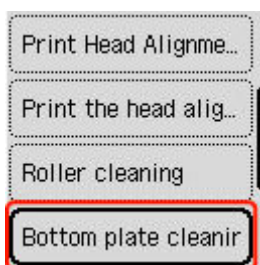 Print Head Alignme...
Print the head alig...
Roller cleaning
Bottom plate cleanir